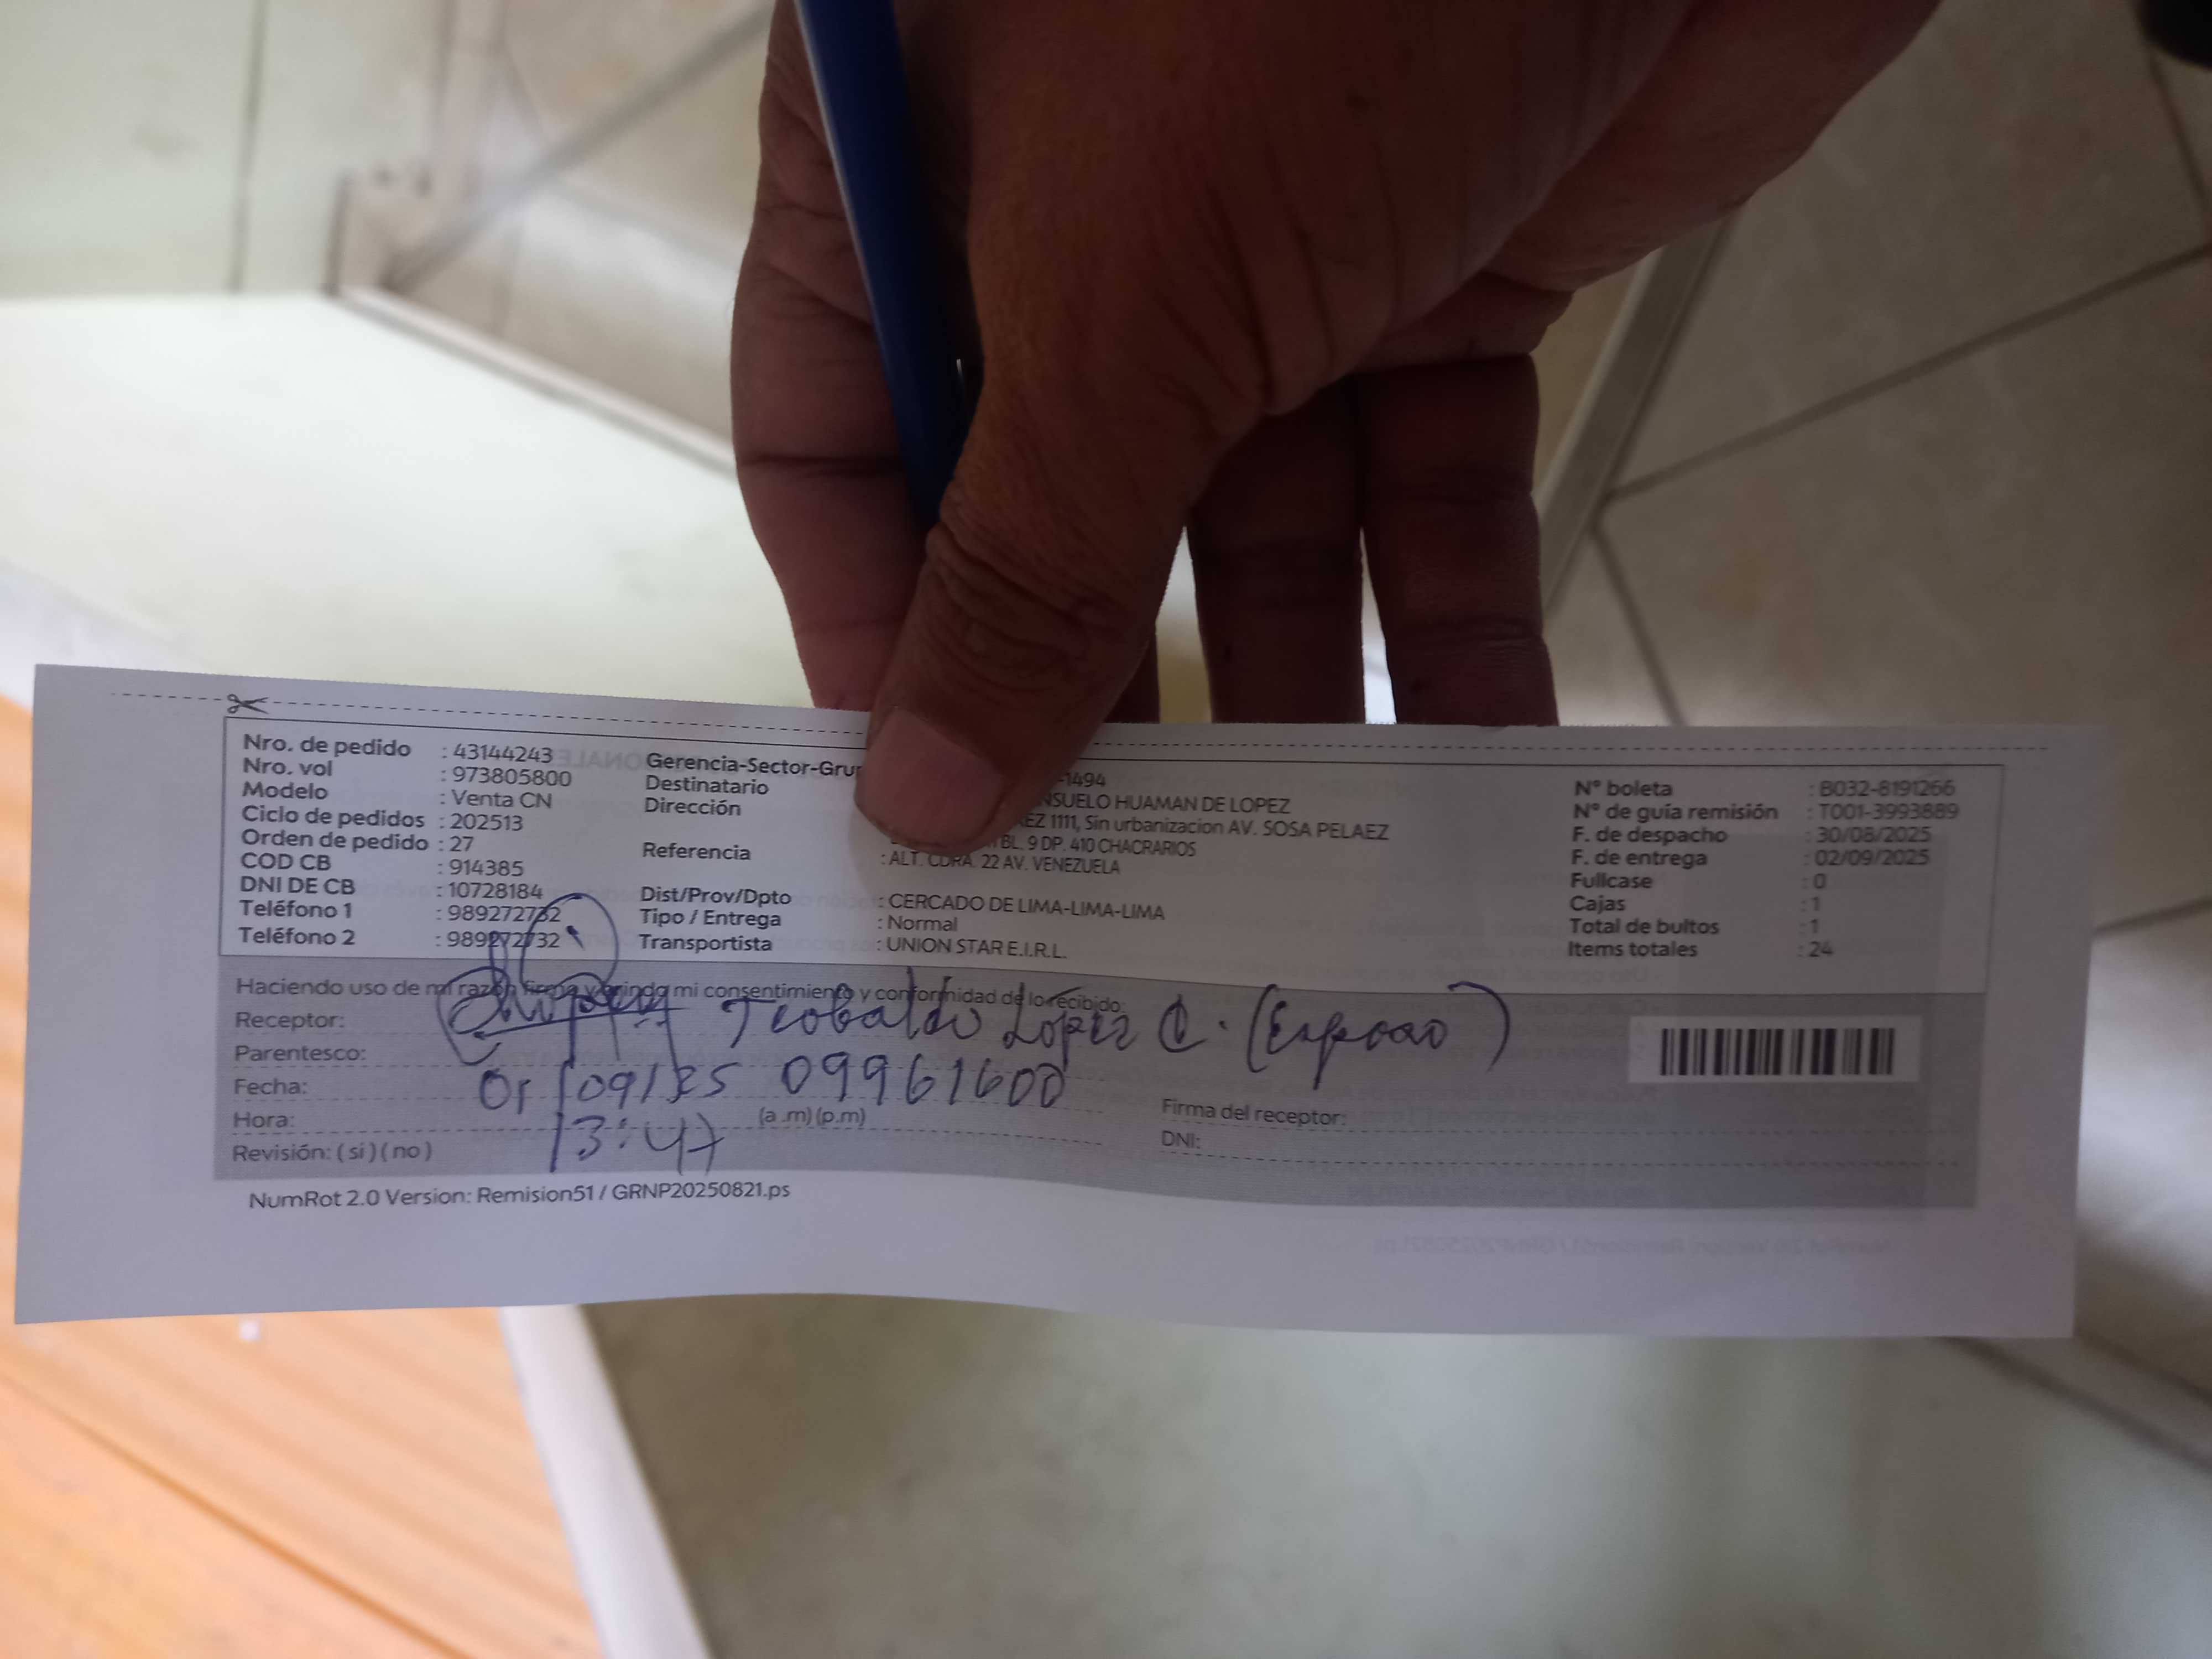 Nro. de pedido : 43144243
Nro. vol : 973805800
Modelo : Venta CN
Ciclo de pedidos : 202513
Orden de pedido : 27
COD CB : 914385
DNI DE CB : 10728184
Teléfono 1 : 989272732
Teléfono 2 : 989272732
Gerencia-Sector-Gru -1494
Destinatario NSUELO HUAMAN DE LOPEZ
Dirección EZ 1111, Sin urbanizacion AV. SOSA PELAEZ
BL. 9 DP. 410 CHACRARIOS
Referencia : ALT. CDRA. 22 AV. VENEZUELA
Dist/Prov/Dpto : CERCADO DE LIMA-LIMA-LIMA
Tipo / Entrega : Normal
Transportista : UNION STAR E.I.R.L.
N° boleta : B032-8191266
N° de guía remisión : T001-3993889
F. de despacho : 30/08/2025
F. de entrega : 02/09/2025
Fullcase : 0
Cajas : 1
Total de bultos : 1
Items totales : 24
Haciendo uso de mi razón firmo y brindo mi consentimiento y conformidad de lo recibido:
Receptor: Teobaldo López C. (Esposo)
Parentesco:
Fecha: 01/09/25 09961600
Hora: 13:47 (a .m) (p.m)
Revisión: ( si ) ( no )
Firma del receptor:
DNI:
NumRot 2.0 Version: Remision51 / GRNP20250821.ps